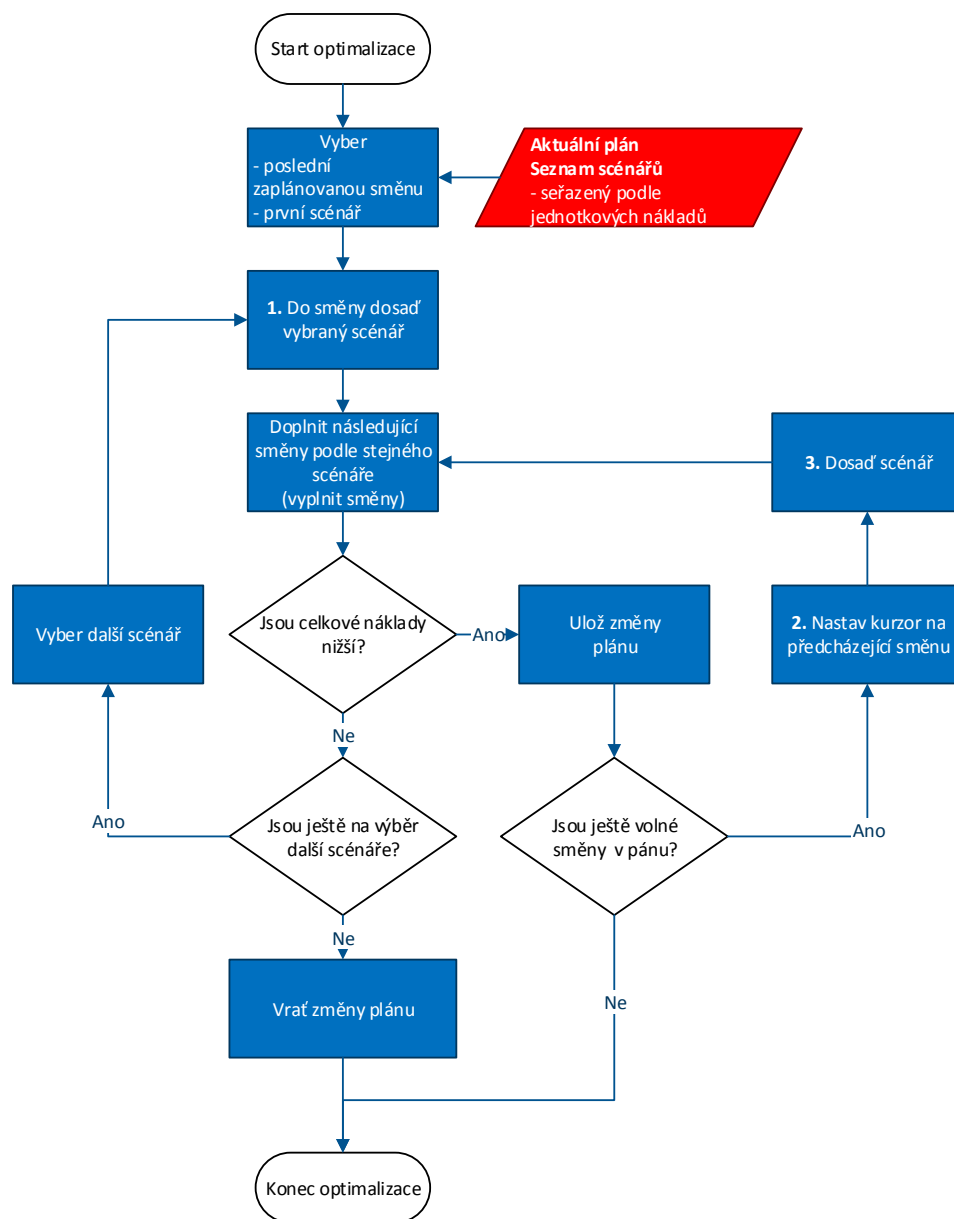 Start optimalizace
Vyber
- poslední
zaplánovanou směnu
- první scénář
Aktuální plán
Seznam scénářů
- seřazený podle
jednotkových nákladů
1. Do směny dosaď
vybraný scénář
Doplnit následující
směny podle stejného
scénáře
(vyplnit směny)
3. Dosaď scénář
Vyber další scénář
Jsou celkové náklady
nižší?
Ano
Ulož změny
plánu
2. Nastav kurzor na
předcházející směnu
Ne
Ano
Jsou ještě na výběr
další scénáře?
Jsou ještě volné
směny v pánu?
Ano
Ne
Vrať změny plánu
Ne
Konec optimalizace